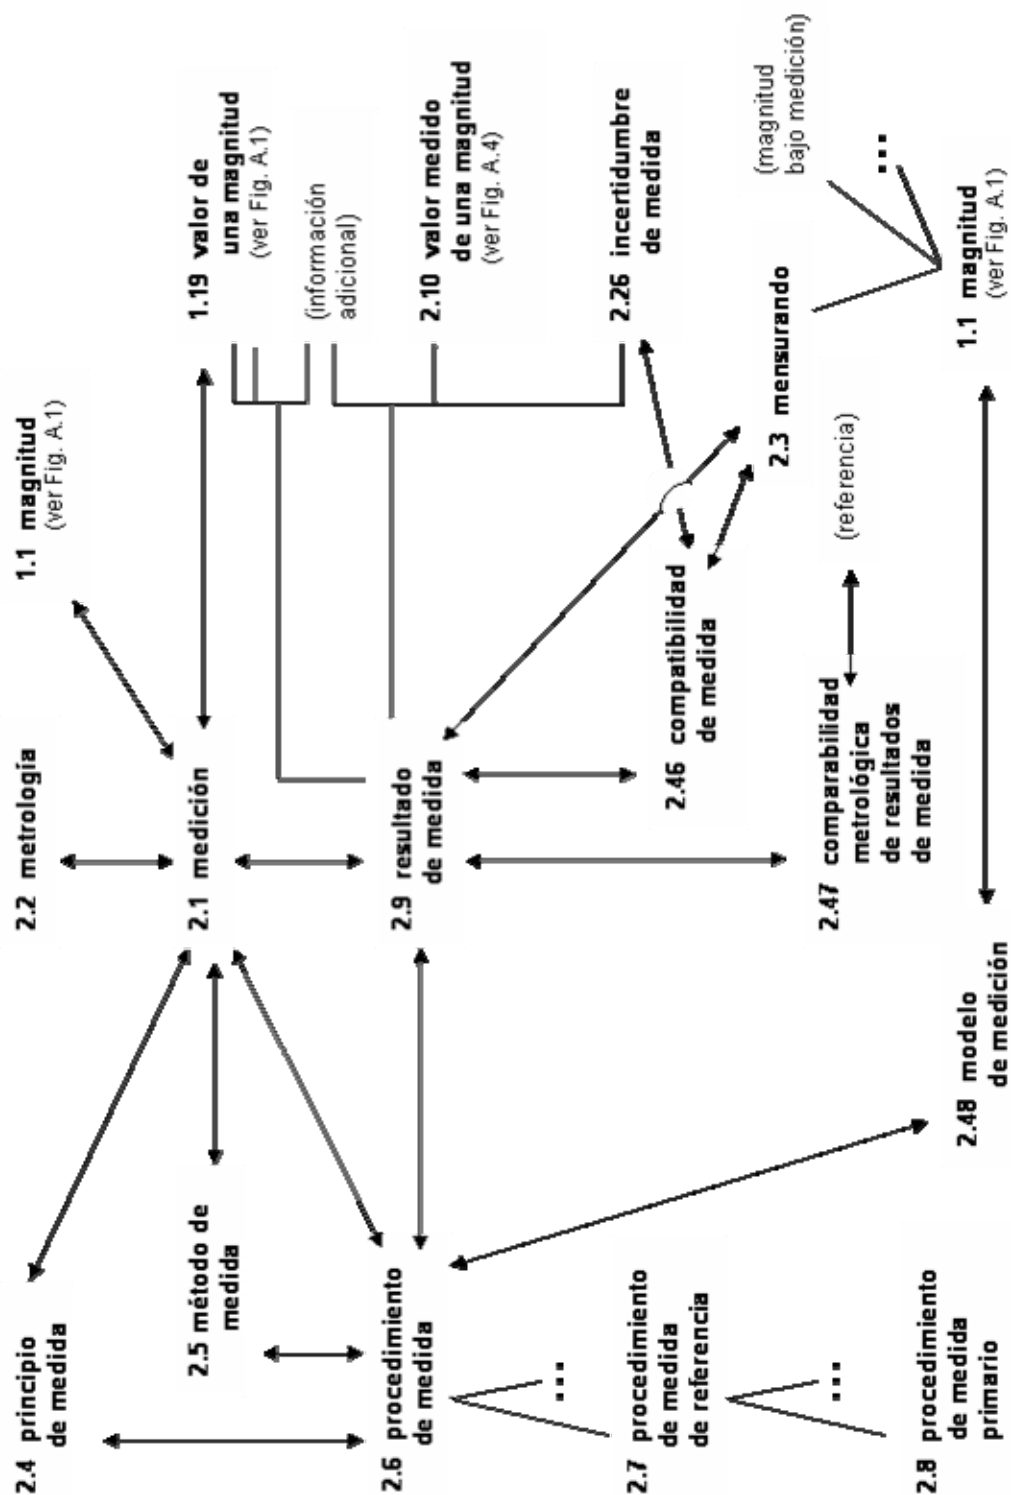 2.4 principio
de medida
2.2 metrología
1.1 magnitud
(ver Fig. A.1)
2.5 método de
medida
2.1 medición
1.19 valor de
una magnitud
(ver Fig. A.1)
(información
adicional)
2.6 procedimiento
de medida
2.9 resultado
de medida
2.10 valor medido
de una magnitud
(ver Fig. A.4)
...
2.7 procedimiento
de medida
de referencia
2.46 compatibilidad
de medida
2.26 incertidumbre
de medida
...
2.47 comparabilidad
metrológica
de resultados
de medida
(referencia)
2.3 mensurando
(magnitud
bajo medición)
...
2.8 procedimiento
de medida
primario
2.48 modelo
de medición
1.1 magnitud
(ver Fig. A.1)